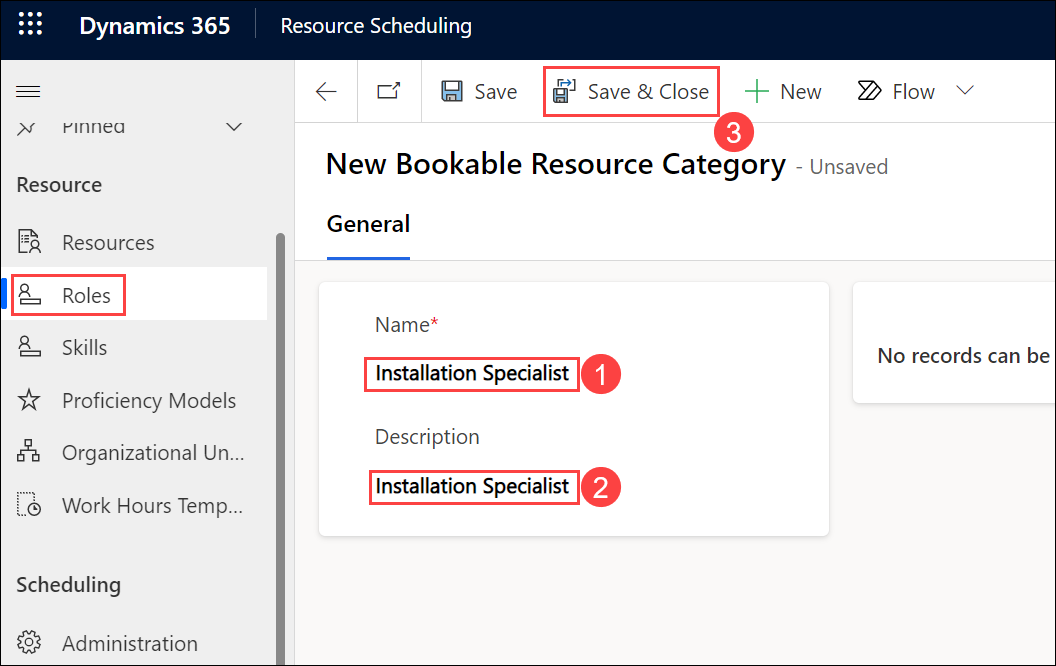 Dynamics 365 Resource Scheduling
Save Save & Close New Flow
3
Pinned
Resource
Resources
Roles
Skills
Proficiency Models
Organizational Un...
Work Hours Temp...
Scheduling
Administration
New Bookable Resource Category - Unsaved
General
Name*
Installation Specialist 1
Description
Installation Specialist 2
No records can be